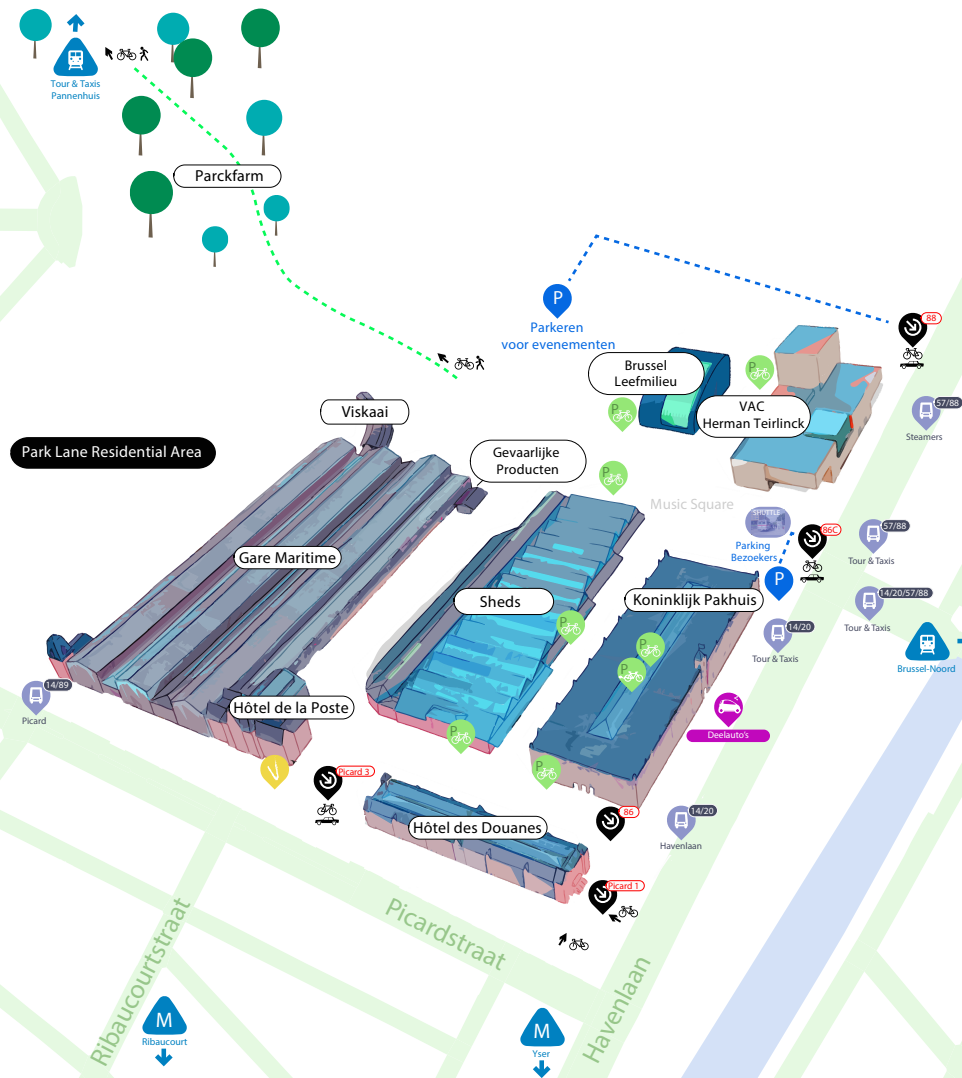 Tour & Taxis
Pannenhuis
Parckfarm
P
Parkeren
voor evenementen
88
Brussel
Leefmilieu
P
VAC
Herman Teirlinck
57/88
Steamers
Viskaai
P
Park Lane Residential Area
Gevaarlijke
Producten
P
Music Square
SHUTTLE
Parking
Bezoekers
86C
57/88
Tour & Taxis
Gare Maritime
P
Sheds
Koninklijk Pakhuis
14/20/57/88
Tour & Taxis
P
14/20
Tour & Taxis
Brussel-Noord
P
P
14/89
Picard
Hôtel de la Poste
Deelauto's
P
P
Picard 3
Hôtel des Douanes
86
14/20
Havenlaan
Picard 1
Picardstraat
Ribaucourtstraat
Havenlaan
M
Ribaucourt
M
Yser